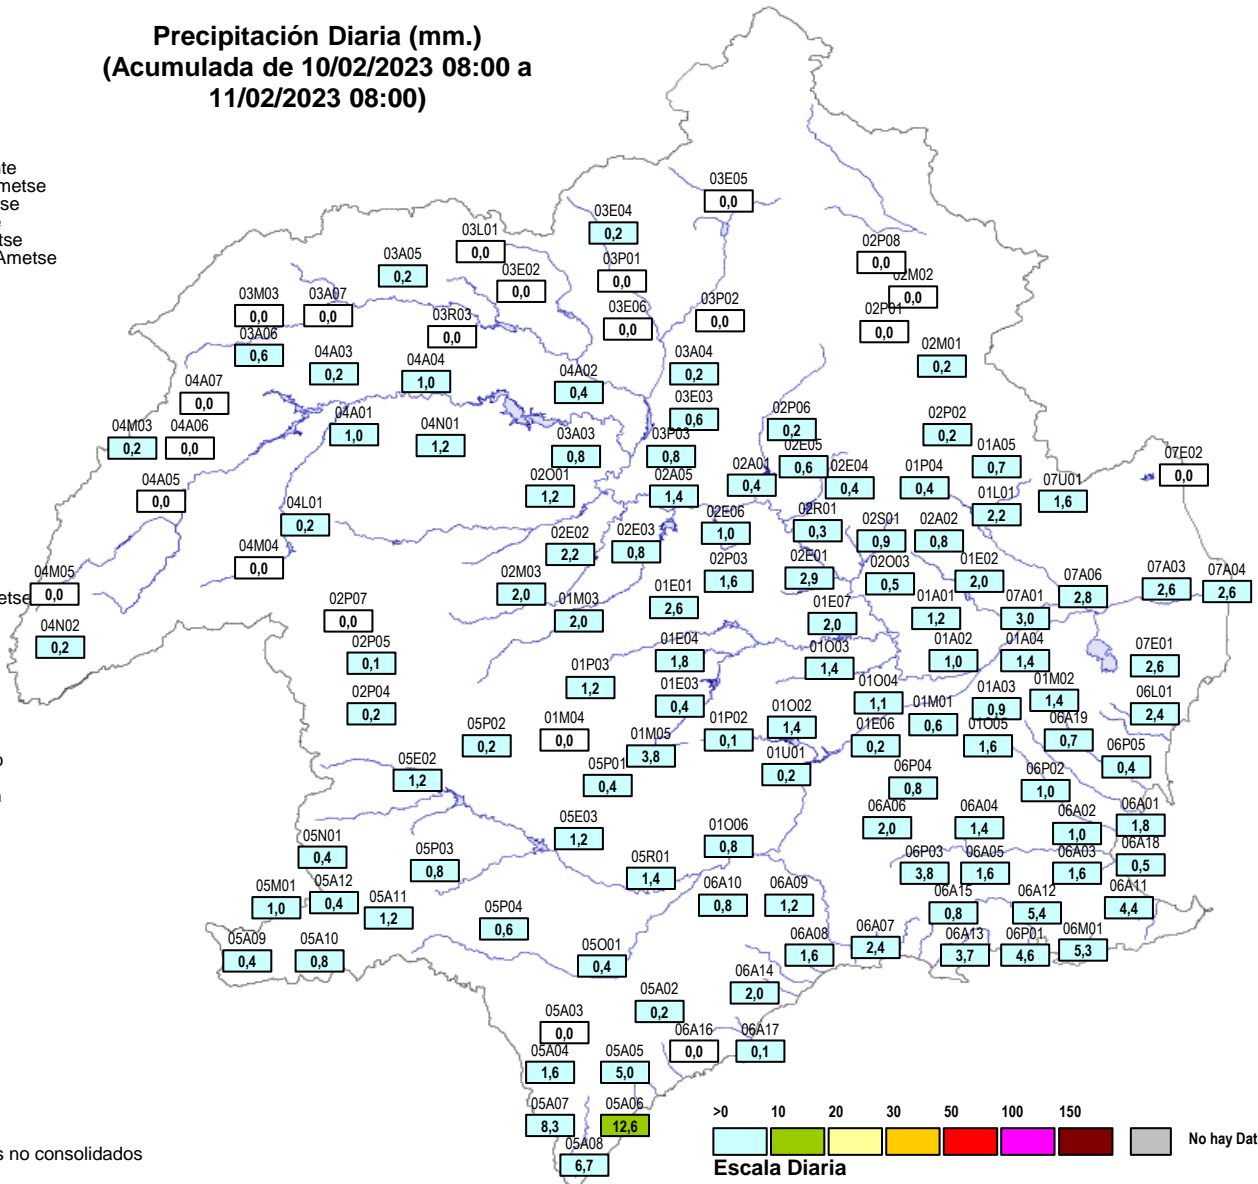 Precipitación Diaria (mm.)
(Acumulada de 10/02/2023 08:00 a
11/02/2023 08:00)
03E05
0,0
03E04
0,2
03L01
0,0
03A05
0,2
03E02
0,0
03P01
0,0
02P08
0,0
02M02
0,0
03M03
0,0
03A07
0,0
03R03
0,0
03E06
0,0
03P02
0,0
02P01
0,0
03A06
0,6
04A03
0,2
04A04
1,0
04A02
0,4
03A04
0,2
02M01
0,2
04A07
0,0
03E03
0,6
04M03
0,2
04A06
0,0
04A01
1,0
04N01
1,2
03A03
0,8
03P03
0,8
02P06
0,2
02P02
0,2
02E05
0,6
01A05
0,7
07E02
0,0
04A05
0,0
02O01
1,2
02A05
1,4
02A01
0,4
02E04
0,4
01P04
0,4
07U01
1,6
04L01
0,2
01L01
2,2
02E06
1,0
02R01
0,3
02S01
0,9
02A02
0,8
02E02
2,2
02E03
0,8
04M04
0,0
02P03
1,6
02E01
2,9
02O03
0,5
01E02
2,0
04M05
0,0
etse
02M03
2,0
07A06
2,8
07A03
2,6
07A04
2,6
02P07
0,0
01M03
2,0
01E01
2,6
01E07
2,0
01A01
1,2
07A01
3,0
04N02
0,2
02P05
0,1
01E04
1,8
01O03
1,4
01A02
1,0
01A04
1,4
07E01
2,6
01P03
1,2
02P04
0,2
01E03
0,4
01O04
1,1
01A03
0,9
01M02
1,4
06L01
2,4
05P02
0,2
01M04
0,0
01M05
3,8
01P02
0,1
01O02
1,4
01E06
0,2
01M01
0,6
01O05
1,6
06A19
0,7
05E02
1,2
05P01
0,4
01U01
0,2
06P04
0,8
06P02
1,0
06P05
0,4
05E03
1,2
01O06
0,8
06A06
2,0
06A04
1,4
06A02
1,0
06A01
1,8
05N01
0,4
05P03
0,8
05R01
1,4
06P03
3,8
06A05
1,6
06A03
1,6
06A18
0,5
05M01
1,0
05A12
0,4
05A11
1,2
06A10
0,8
06A09
1,2
06A15
0,8
06A12
5,4
06A11
4,4
05P04
0,6
05A09
0,4
05A10
0,8
05O01
0,4
06A08
1,6
06A07
2,4
06A13
3,7
06P01
4,6
06M01
5,3
06A14
2,0
05A02
0,2
05A03
0,0
06A16
0,0
06A17
0,1
05A04
1,6
05A05
5,0
05A07
8,3
05A06
12,6
05A08
6,7
>0 10 20 30 50 100 150
No hay Dat
Escala Diaria
s no consolidados